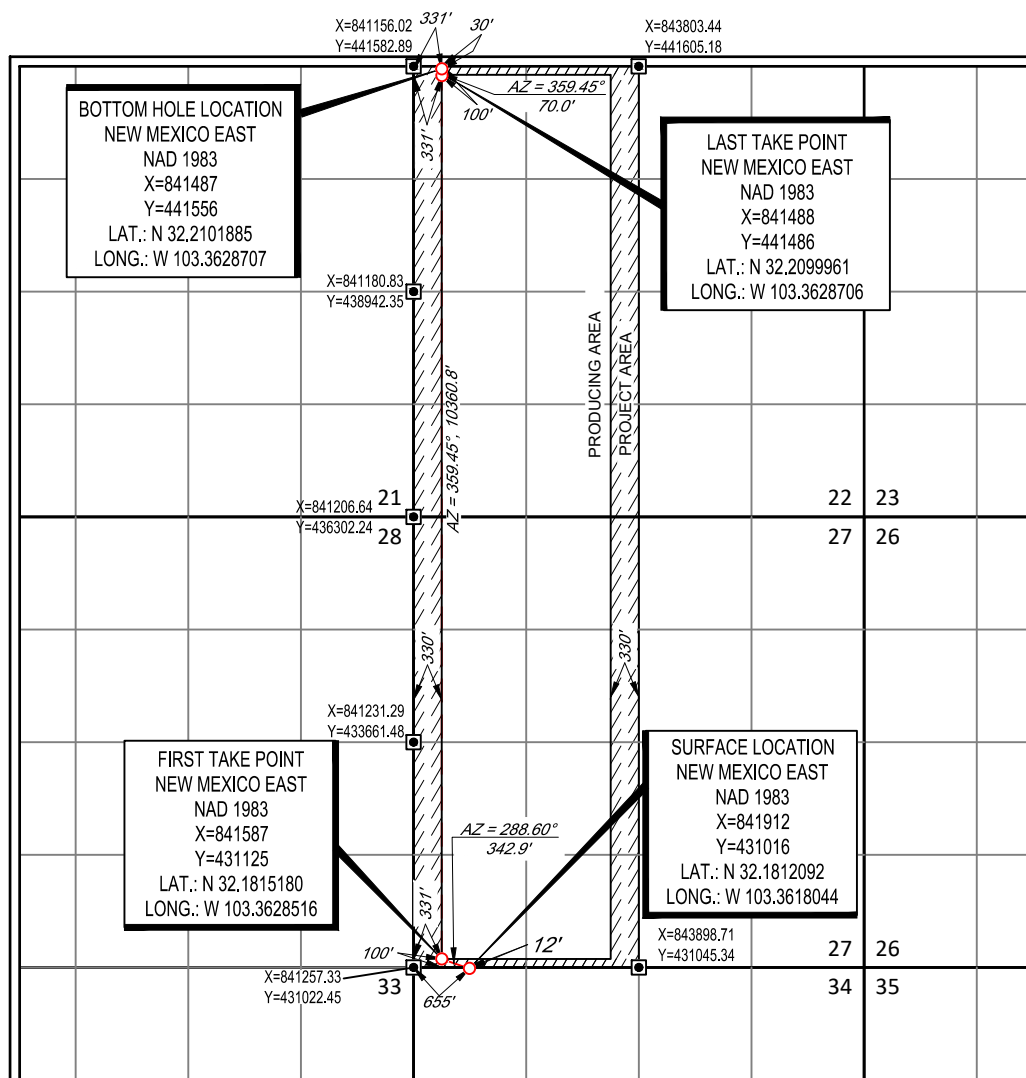 X=841156.02
Y=441582.89
331'
30'
X=843803.44
Y=441605.18
BOTTOM HOLE LOCATION
NEW MEXICO EAST
NAD 1983
X=841487
Y=441556
LAT.: N 32.2101885
LONG.: W 103.3628707
AZ = 359.45°
70.0'
100'
331'
LAST TAKE POINT
NEW MEXICO EAST
NAD 1983
X=841488
Y=441486
LAT.: N 32.2099961
LONG.: W 103.3628706
X=841180.83
Y=438942.35
PRODUCING AREA
PROJECT AREA
AZ = 359.45°, 10360.8'
X=841206.64
Y=436302.24
21
28
22
23
27
26
330'
330'
X=841231.29
Y=433661.48
FIRST TAKE POINT
NEW MEXICO EAST
NAD 1983
X=841587
Y=431125
LAT.: N 32.1815180
LONG.: W 103.3628516
SURFACE LOCATION
NEW MEXICO EAST
NAD 1983
X=841912
Y=431016
LAT.: N 32.1812092
LONG.: W 103.3618044
AZ = 288.60°
342.9'
331'
100'
12'
X=843898.71
Y=431045.34
27
26
X=841257.33
Y=431022.45
33
655'
34
35